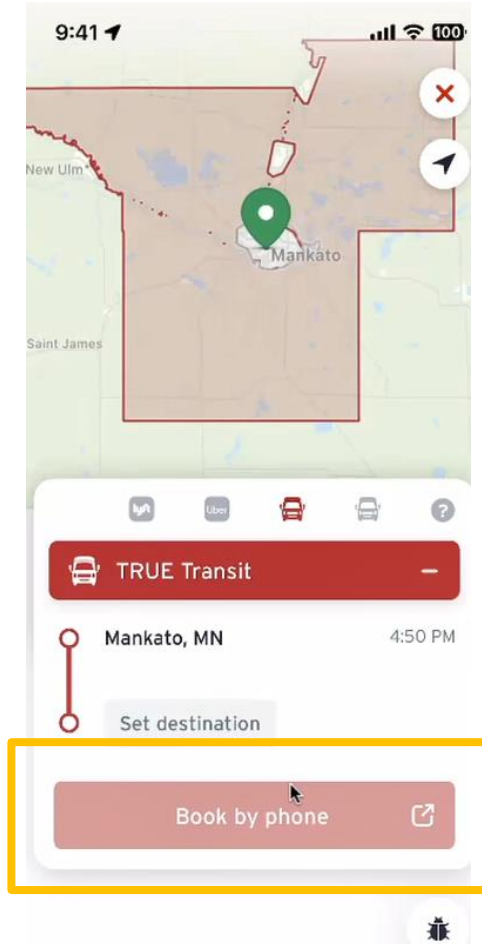 9:41
100
New Ulm
Mankato
Saint James
lyft
Uber
?
TRUE Transit
Mankato, MN 4:50 PM
Set destination
Book by phone